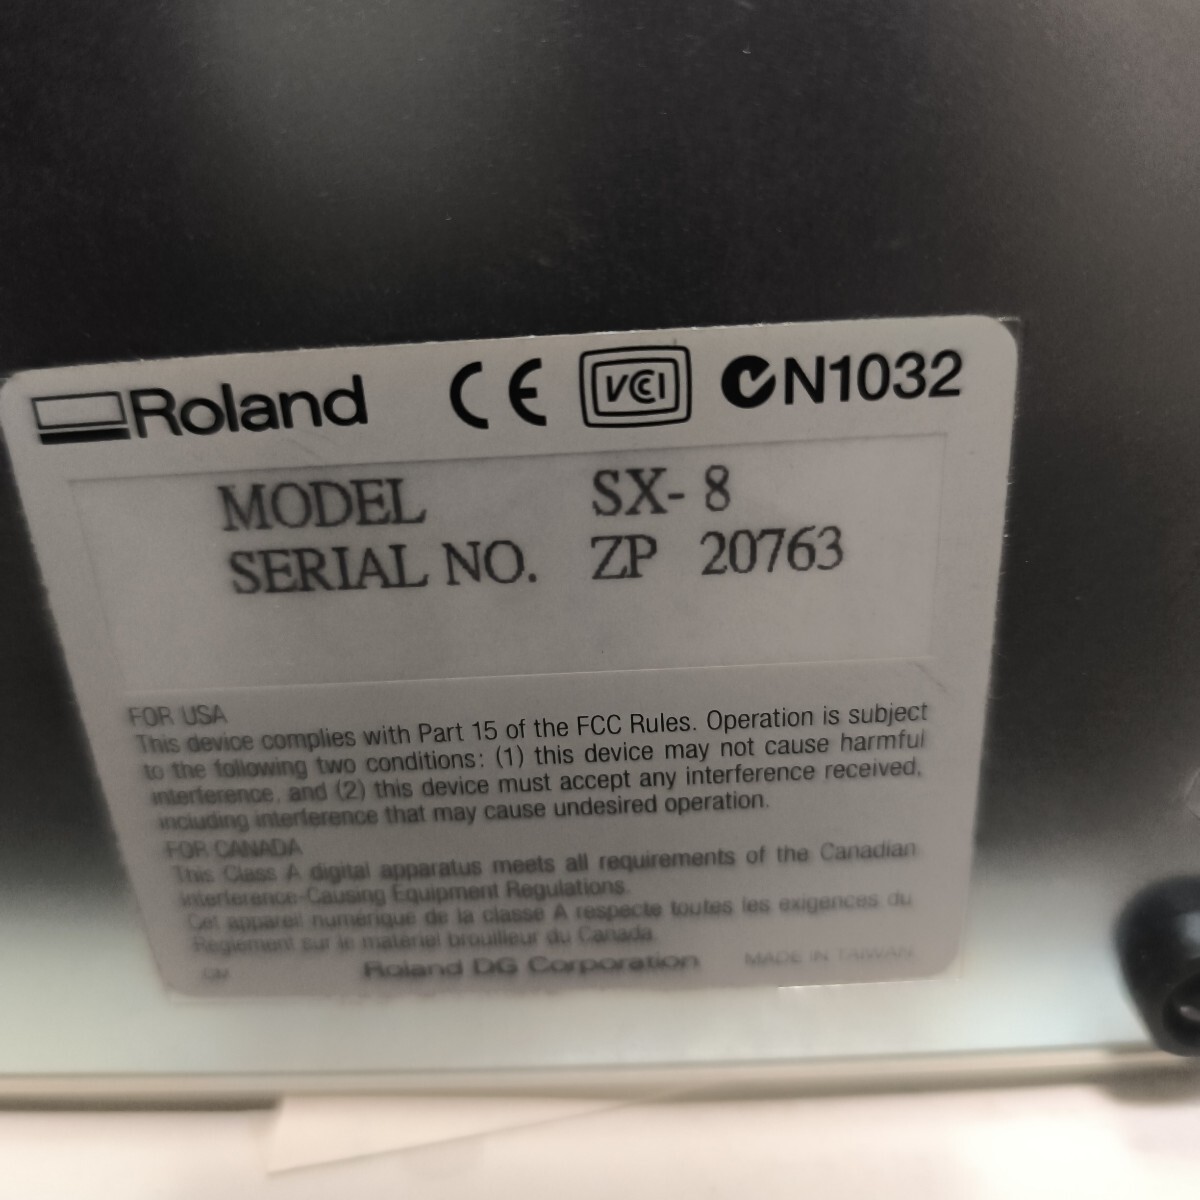 Roland CE VCI N1032
MODEL SX-8
SERIAL NO. ZP 20763
FOR USA
This device complies with Part 15 of the FCC Rules. Operation is subject
to the following two conditions: (1) this device may not cause harmful
interference, and (2) this device must accept any interference received,
including interference that may cause undesired operation.
FOR CANADA
This Class A digital apparatus meets all requirements of the Canadian
Interference-Causing Equipment Regulations.
Cet appareil numérique de la classe A respecte toutes les exigences du
Règlement sur le matériel brouilleur du Canada.
Roland DG Corporation MADE IN TAIWAN